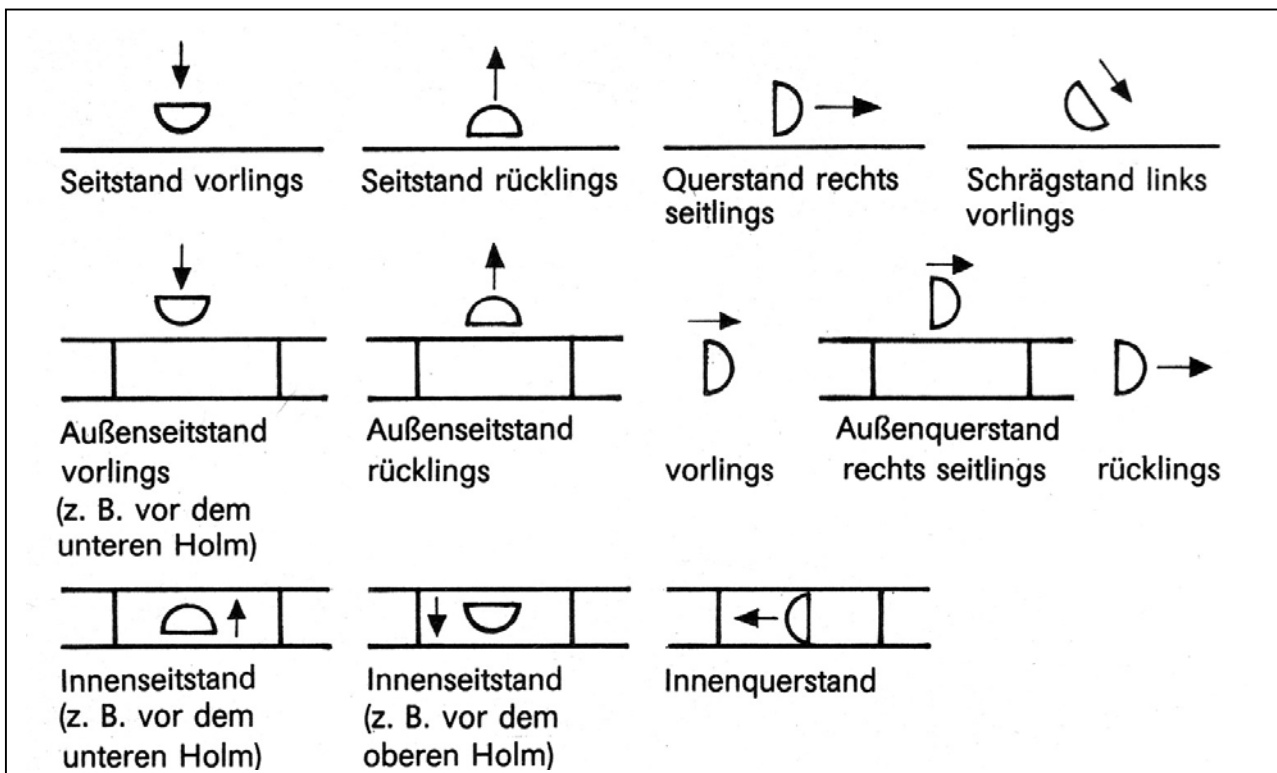 Seitstand vorlings
Seitstand rücklings
Querstand rechts
seitlings
Schrägstand links
vorlings
Außenseitstand
vorlings
(z. B. vor dem
unteren Holm)
Außenseitstand
rücklings
vorlings
Außenquerstand
rechts seitlings
rücklings
Innenseitstand
(z. B. vor dem
unteren Holm)
Innenseitstand
(z. B. vor dem
oberen Holm)
Innenquerstand